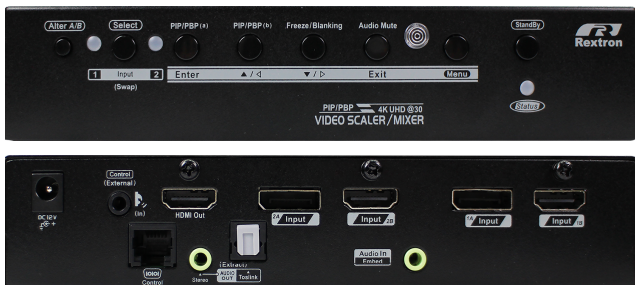 Alter A/B
Select
PIP/PBP (a)
PIP/PBP (b)
Freeze/Blanking
Audio Mute
StandBy
Rextron
1 Input 2
(Swap)
Enter
▲ / ◁
▼ / ▷
Exit
Menu
Status
PIP/PBP 4K UHD @30
VIDEO SCALER/MIXER
DC12V
Control
(External)
(In)
HDMI Out
2A Input
Input 2B
1A Input
Input 1B
Control
Stereo
(Extract)
AUDIO OUT
Toslink
Audio In
Embed